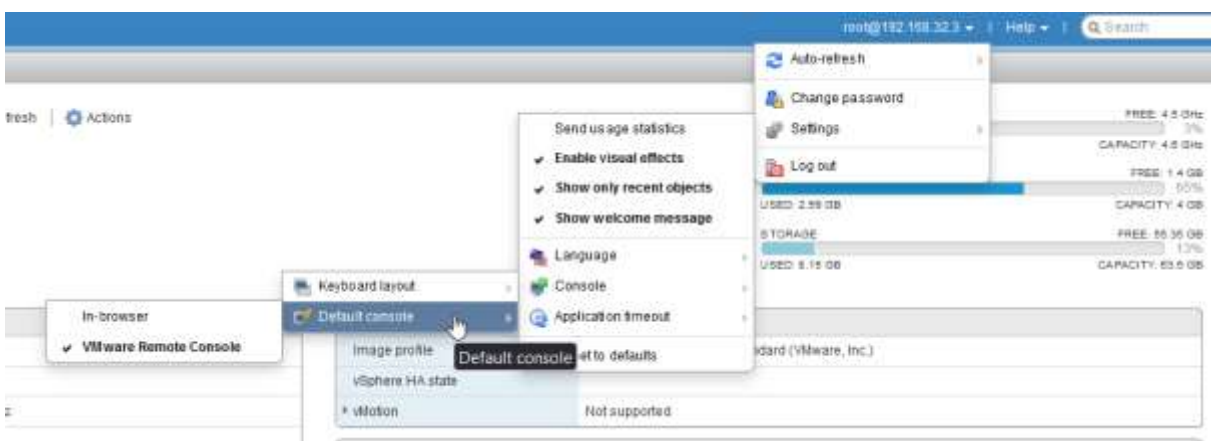 root@192.168.32.3 | Help | Search
Auto-refresh
Change password
Settings
Log out
fresh | Actions
Send usage statistics
Enable visual effects
Show only recent objects
Show welcome message
Language
Console
Application timeout
et to defaults
Keyboard layout
Default console
Default console
In-browser
VMware Remote Console
FREE: 4.5 GHz
3%
CAPACITY: 4.6 GHz
FREE: 1.4 GB
65%
USED: 2.59 GB CAPACITY: 4 GB
STORAGE FREE: 55.35 GB
13%
USED: 8.15 GB CAPACITY: 63.5 GB
Image profile dard (VMware, Inc.)
vSphere HA state
vMotion Not supported